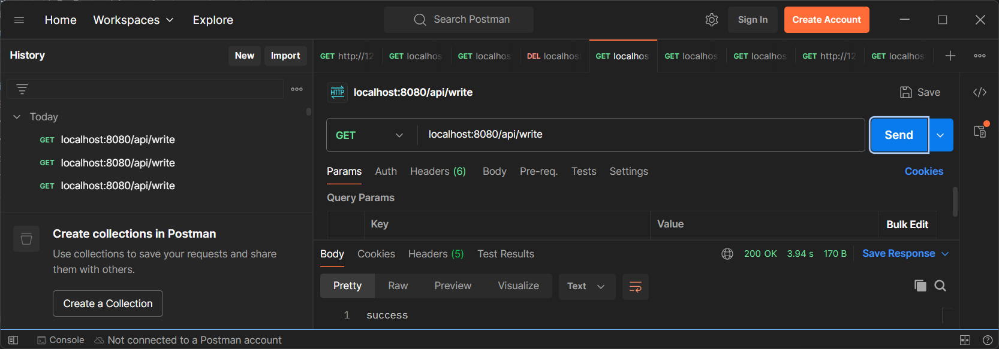 Home Workspaces Explore Search Postman Sign In Create Account
History New Import
GET http://12 GET localhos GET localhos DEL localhost GET localhos GET localhos GET localhos GET http://12 GET localhos
Today
GET localhost:8080/api/write
GET localhost:8080/api/write
GET localhost:8080/api/write
Create collections in Postman
Use collections to save your requests and share
them with others.
Create a Collection
HTTP localhost:8080/api/write Save
GET localhost:8080/api/write Send
Params Auth Headers (6) Body Pre-req. Tests Settings Cookies
Query Params
Key Value Bulk Edit
Body Cookies Headers (5) Test Results 200 OK 3.94 s 170 B Save Response
Pretty Raw Preview Visualize Text
1 success
Console Not connected to a Postman account